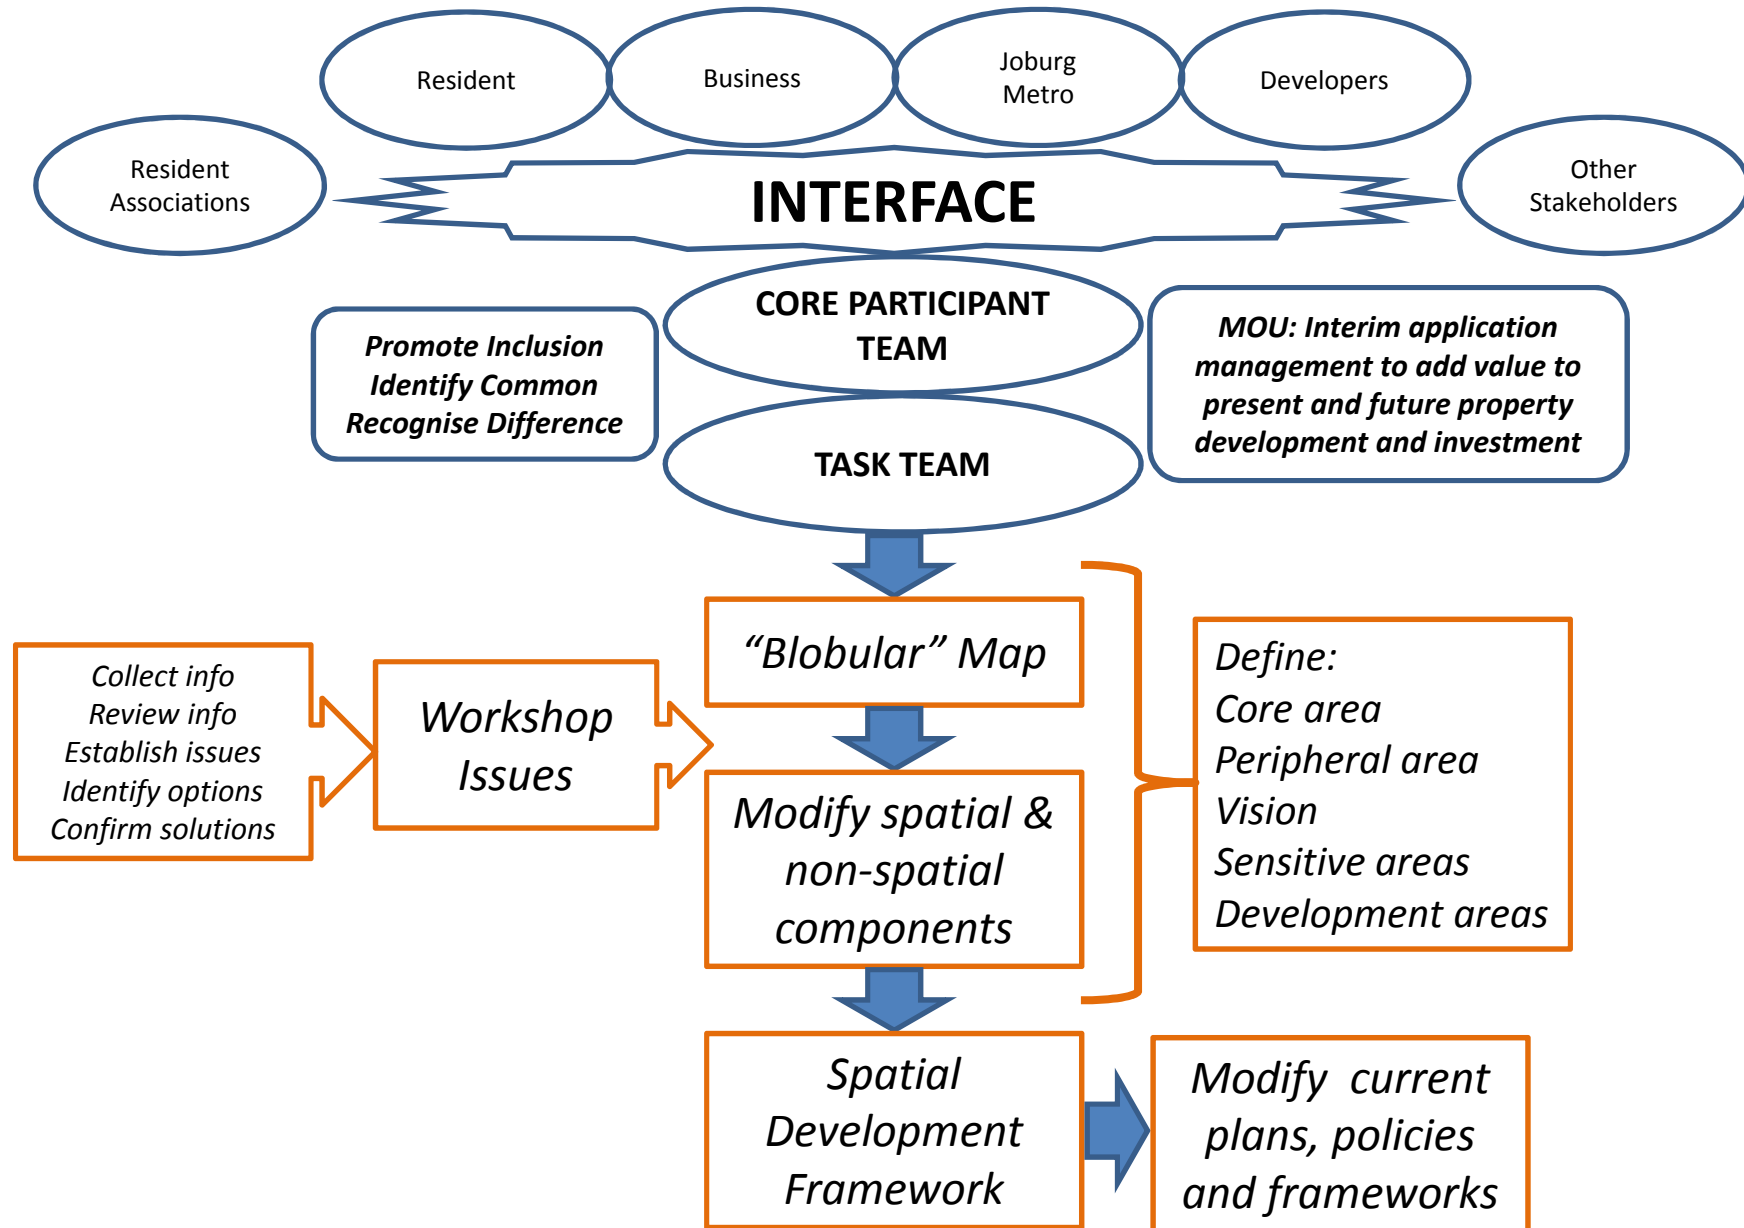 Resident
Business
Joburg
Metro
Developers
Resident
Associations
Other
Stakeholders
INTERFACE
CORE PARTICIPANT
TEAM
Promote Inclusion
Identify Common
Recognise Difference
MOU: Interim application
management to add value to
present and future property
development and investment
TASK TEAM
“Blobular” Map
Collect info
Review info
Establish issues
Identify options
Confirm solutions
Workshop
Issues
Define:
Core area
Peripheral area
Vision
Sensitive areas
Development areas
Modify spatial &
non-spatial
components
Spatial
Development
Framework
Modify  current
plans, policies
and frameworks